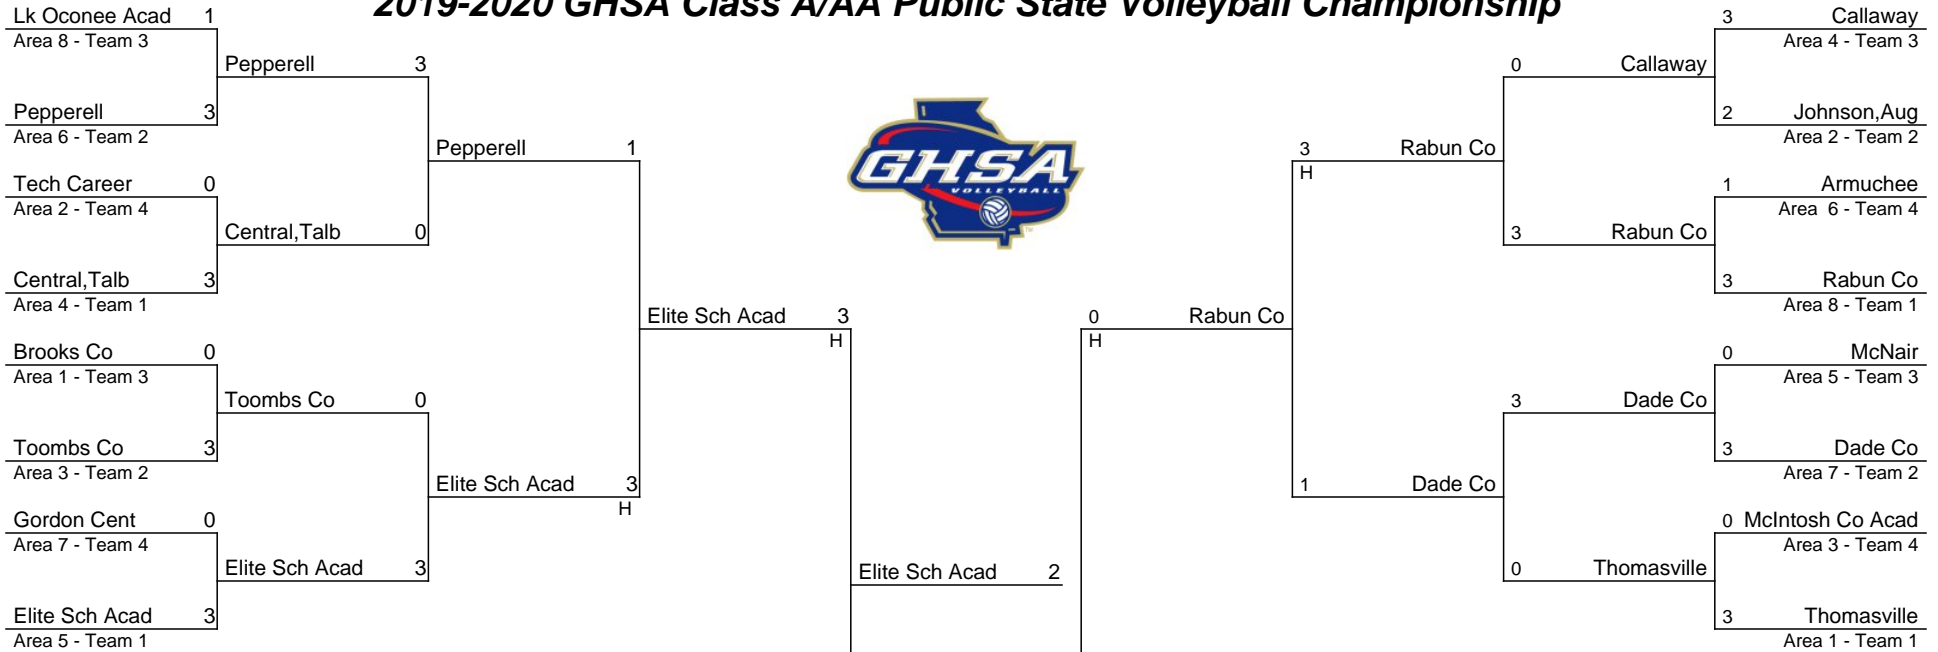 2019-2020 GHSA Class A/AA Public State Volleyball Championship
Lk Oconee Acad 1
Area 8 - Team 3
Pepperell 3
Pepperell 3
Area 6 - Team 2
Pepperell 1
Tech Career 0
Area 2 - Team 4
Central,Talb 0
Central,Talb 3
Area 4 - Team 1
Elite Sch Acad 3
H
Brooks Co 0
Area 1 - Team 3
Toombs Co 0
Toombs Co 3
Area 3 - Team 2
Elite Sch Acad 3
H
Gordon Cent 0
Area 7 - Team 4
Elite Sch Acad 3
Elite Sch Acad 3
Area 5 - Team 1
Elite Sch Acad 2
GHSA
VOLLEYBALL
TM
3 Callaway
Area 4 - Team 3
0 Callaway
2 Johnson,Aug
Area 2 - Team 2
3 Rabun Co
H
1 Armuchee
Area 6 - Team 4
3 Rabun Co
3 Rabun Co
Area 8 - Team 1
0 Rabun Co
H
0 McNair
Area 5 - Team 3
3 Dade Co
3 Dade Co
Area 7 - Team 2
1 Dade Co
0 McIntosh Co Acad
Area 3 - Team 4
0 Thomasville
3 Thomasville
Area 1 - Team 1